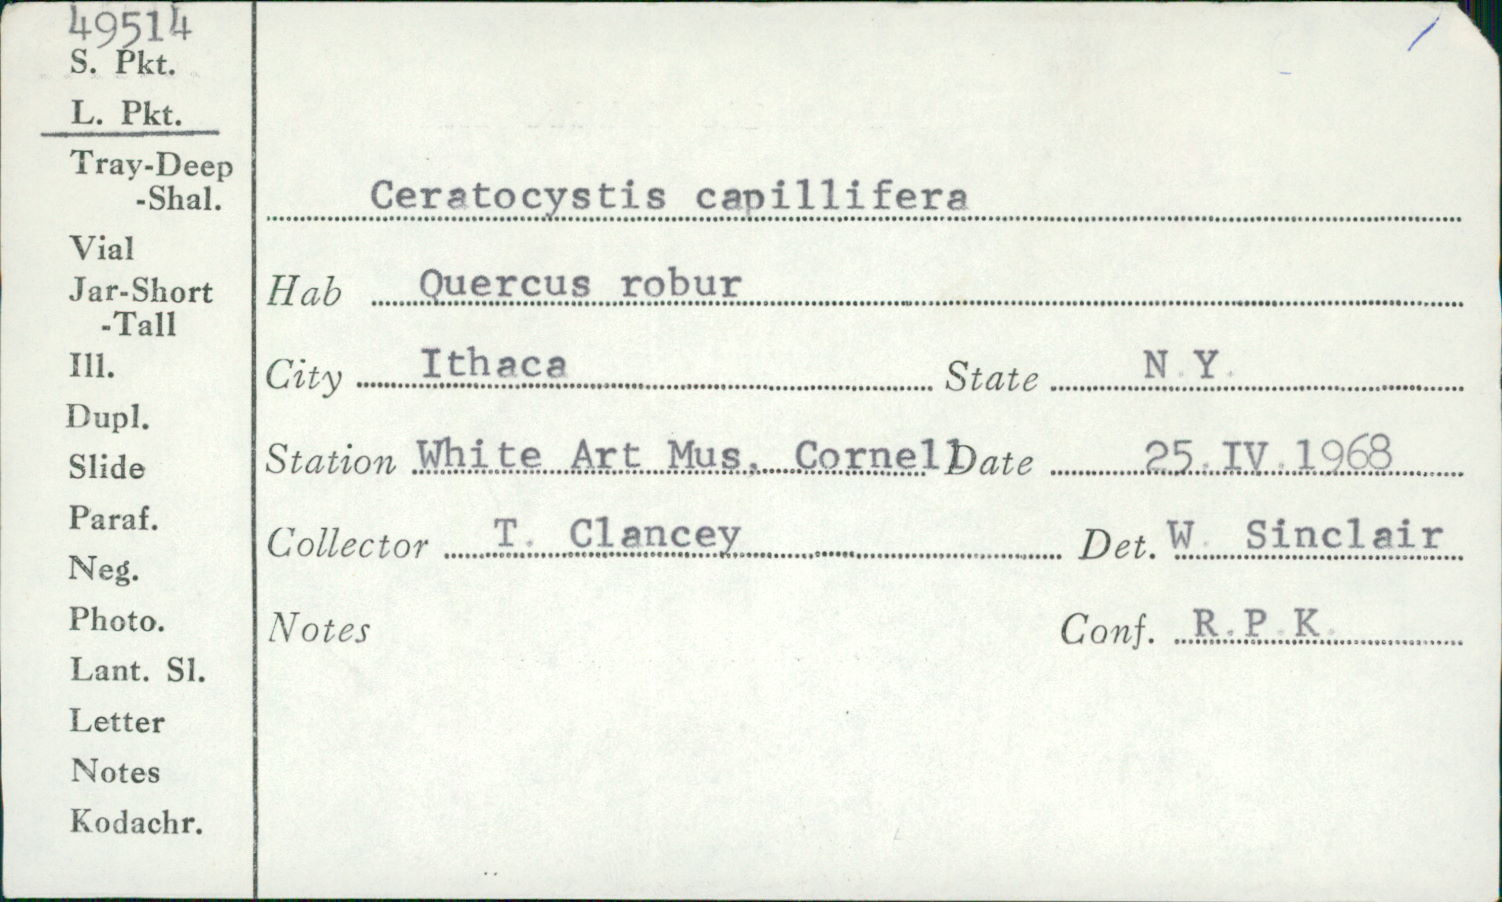 49514
S. Pkt.
L. Pkt.
Tray-Deep
-Shal.
Vial
Jar-Short
-Tall
Ill.
Dupl.
Slide
Paraf.
Neg.
Photo.
Lant. Sl.
Letter
Notes
Kodachr.
Ceratocystis capillifera
Hab Quercus robur
City Ithaca State N.Y.
Station White Art Mus. Cornell Date 25.IV.1968
Collector T. Clancey Det. W. Sinclair
Notes Conf. R.P.K.